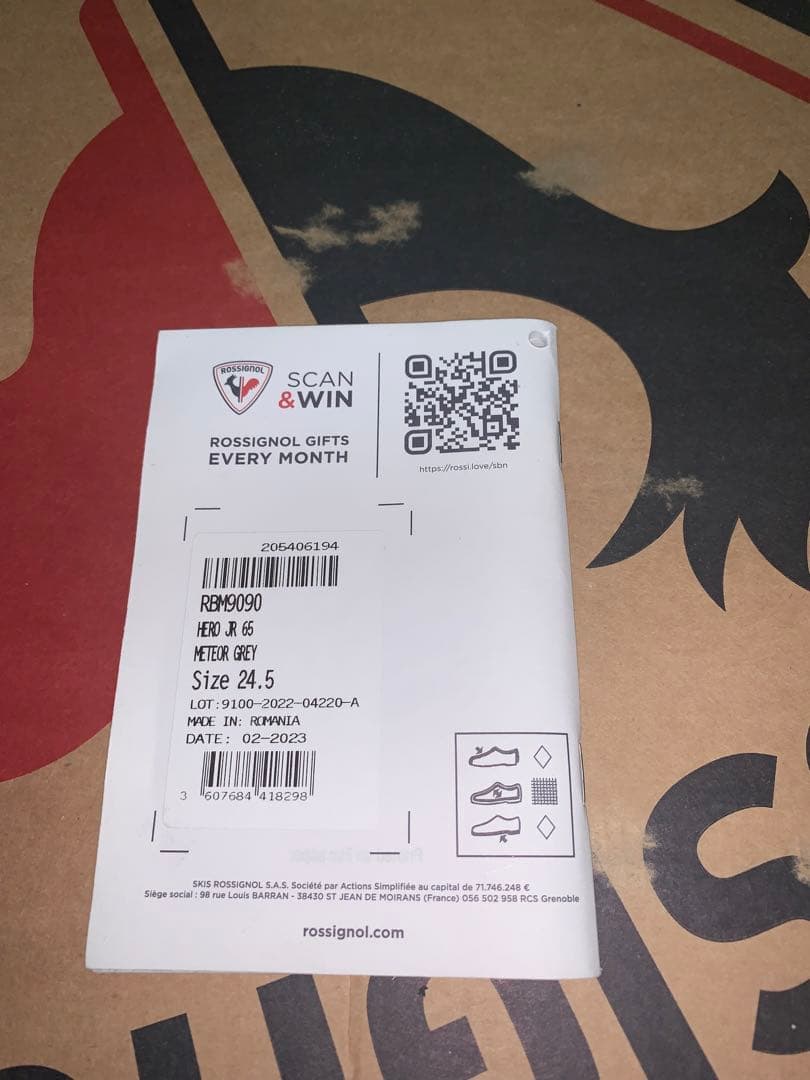 ROSSIGNOL
SCAN
&WIN
ROSSIGNOL GIFTS
EVERY MONTH
https://rossi.love/sbn
205406194
RBM9090
HERO JR 65
METEOR GREY
Size 24.5
LOT:9100-2022-04220-A
MADE IN: ROMANIA
DATE: 02-2023
3 607684 418298
SKIS ROSSIGNOL S.A.S. Société par Actions Simplifiée au capital de 71.746.248 €
Siège social : 98 rue Louis BARRAN - 38430 ST JEAN DE MOIRANS (France) 056 502 958 RCS Grenoble
rossignol.com